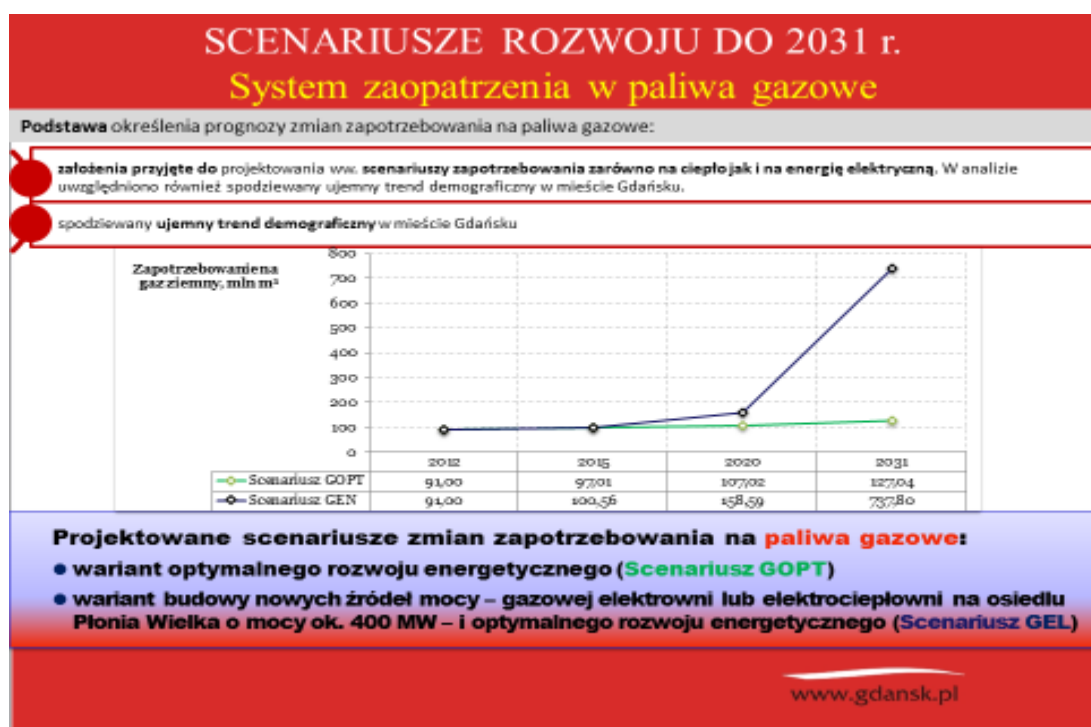 SCENARIUSZE ROZWOJU DO 2031 r.
System zaopatrzenia w paliwa gazowe
Podstawa określenia prognozy zmian zapotrzebowania na paliwa gazowe:
założenia przyjęte do projektowania ww. scenariuszy zapotrzebowania zarówno na ciepło jak i na energię elektryczną. W analizie
uwzględniono również spodziewany ujemny trend demograficzny w mieście Gdańsku.
spodziewany ujemny trend demograficzny w mieście Gdańsku
Zapotrzebowanie na
gaz ziemny, mln m³
800
700
600
500
400
300
200
100
0
2012 2015 2020 2031
Scenariusz GOPT 91,00 97,01 107,02 127,04
Scenariusz GEN 91,00 100,56 158,59 737,80
Projektowane scenariusze zmian zapotrzebowania na paliwa gazowe:
● wariant optymalnego rozwoju energetycznego (Scenariusz GOPT)
● wariant budowy nowych źródeł mocy – gazowej elektrowni lub elektrociepłowni na osiedlu
Płonia Wielka o mocy ok. 400 MW – i optymalnego rozwoju energetycznego (Scenariusz GEL)
www.gdansk.pl